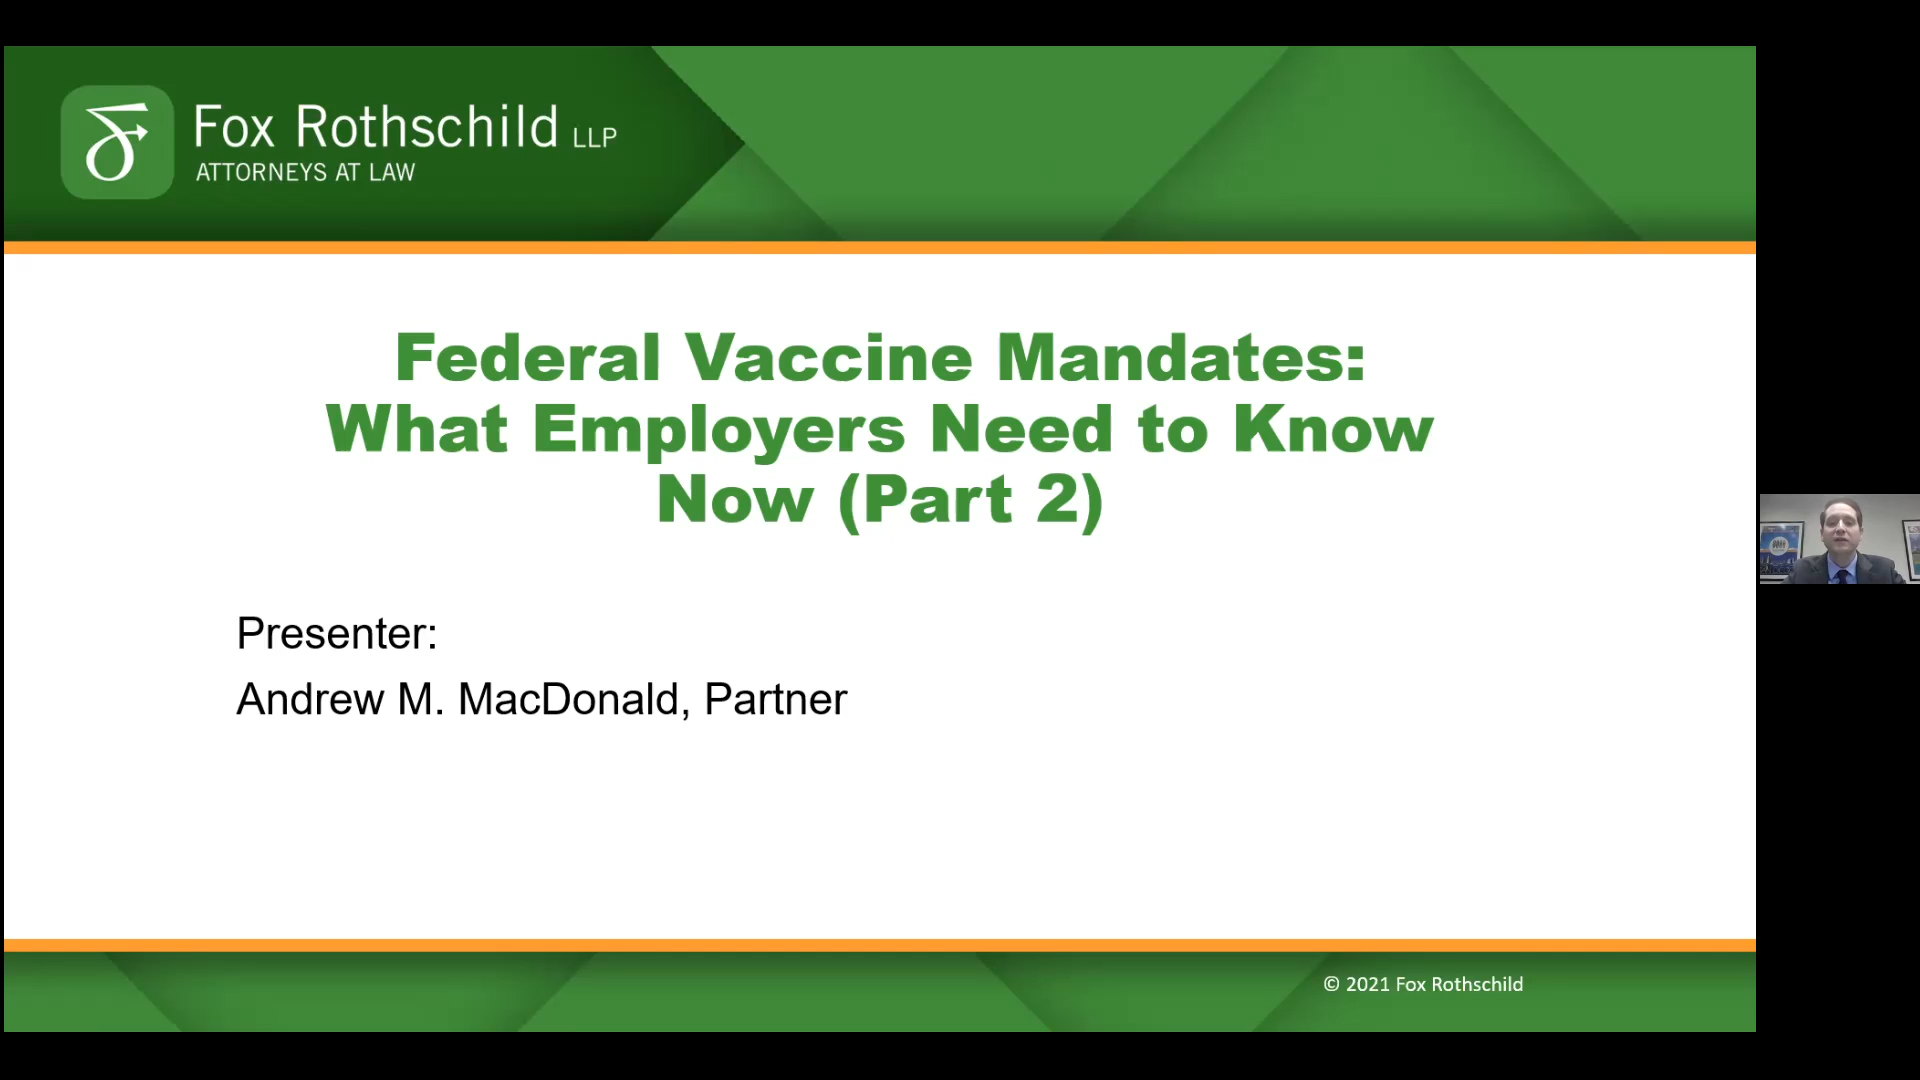 Fox Rothschild LLP
ATTORNEYS AT LAW
Federal Vaccine Mandates:
What Employers Need to Know
Now (Part 2)
Presenter:
Andrew M. MacDonald, Partner
© 2021 Fox Rothschild